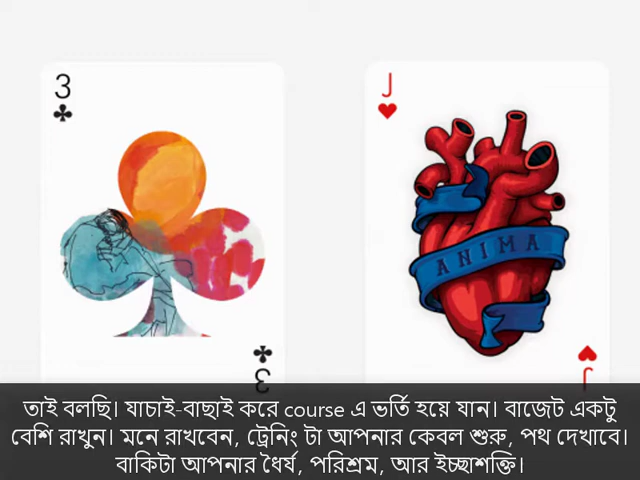 3
J
ANIMA
3
J
তাই বলছি। যাচাই-বাছাই করে course এ ভর্তি হয়ে যান। বাজেট একটু
বেশি রাখুন। মনে রাখবেন, ট্রেনিং টা আপনার কেবল শুরু, পথ দেখাবে।
বাকিটা আপনার ধৈর্য, পরিশ্রম, আর ইচ্ছাশক্তি।